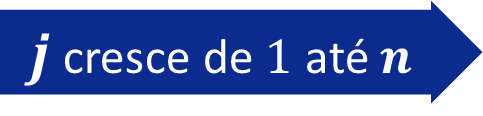 j cresce de 1 até n